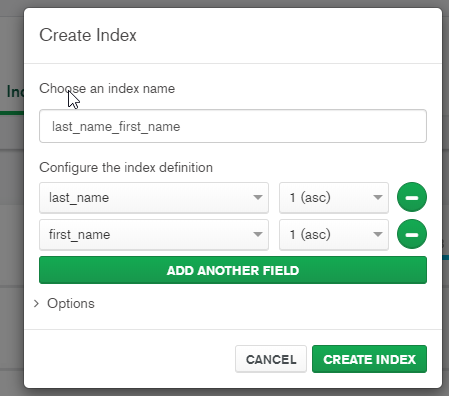 Create Index
Choose an index name
last_name_first_name
Configure the index definition
last_name 1 (asc)
first_name 1 (asc)
ADD ANOTHER FIELD
Options
CANCEL CREATE INDEX